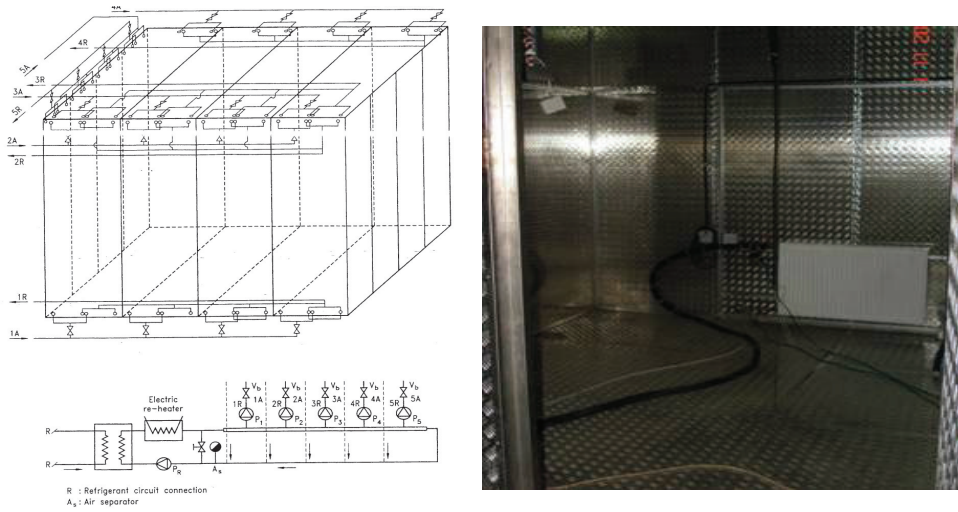 4A
4R
5A
3R
3A
5R
2A
2R
1R
1A
Electric
re-heater
V_b V_b V_b V_b V_b
1R 1A 2R 2A 3R 3A 4R 4A 5R 5A
P_1 P_2 P_3 P_4 P_5
R
R
P_R
A_s
R : Refrigerant circuit connection
A_s : Air separator